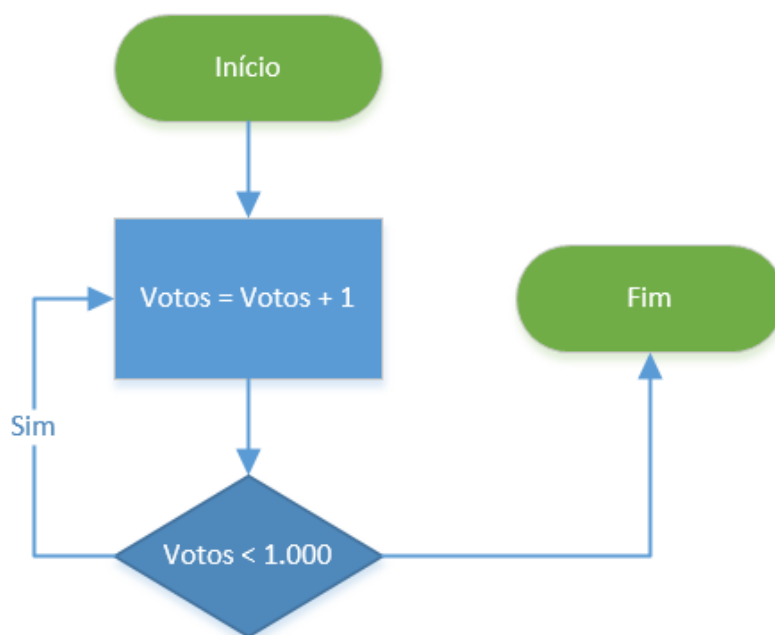 Início
Votos = Votos + 1
Fim
Sim
Votos < 1.000